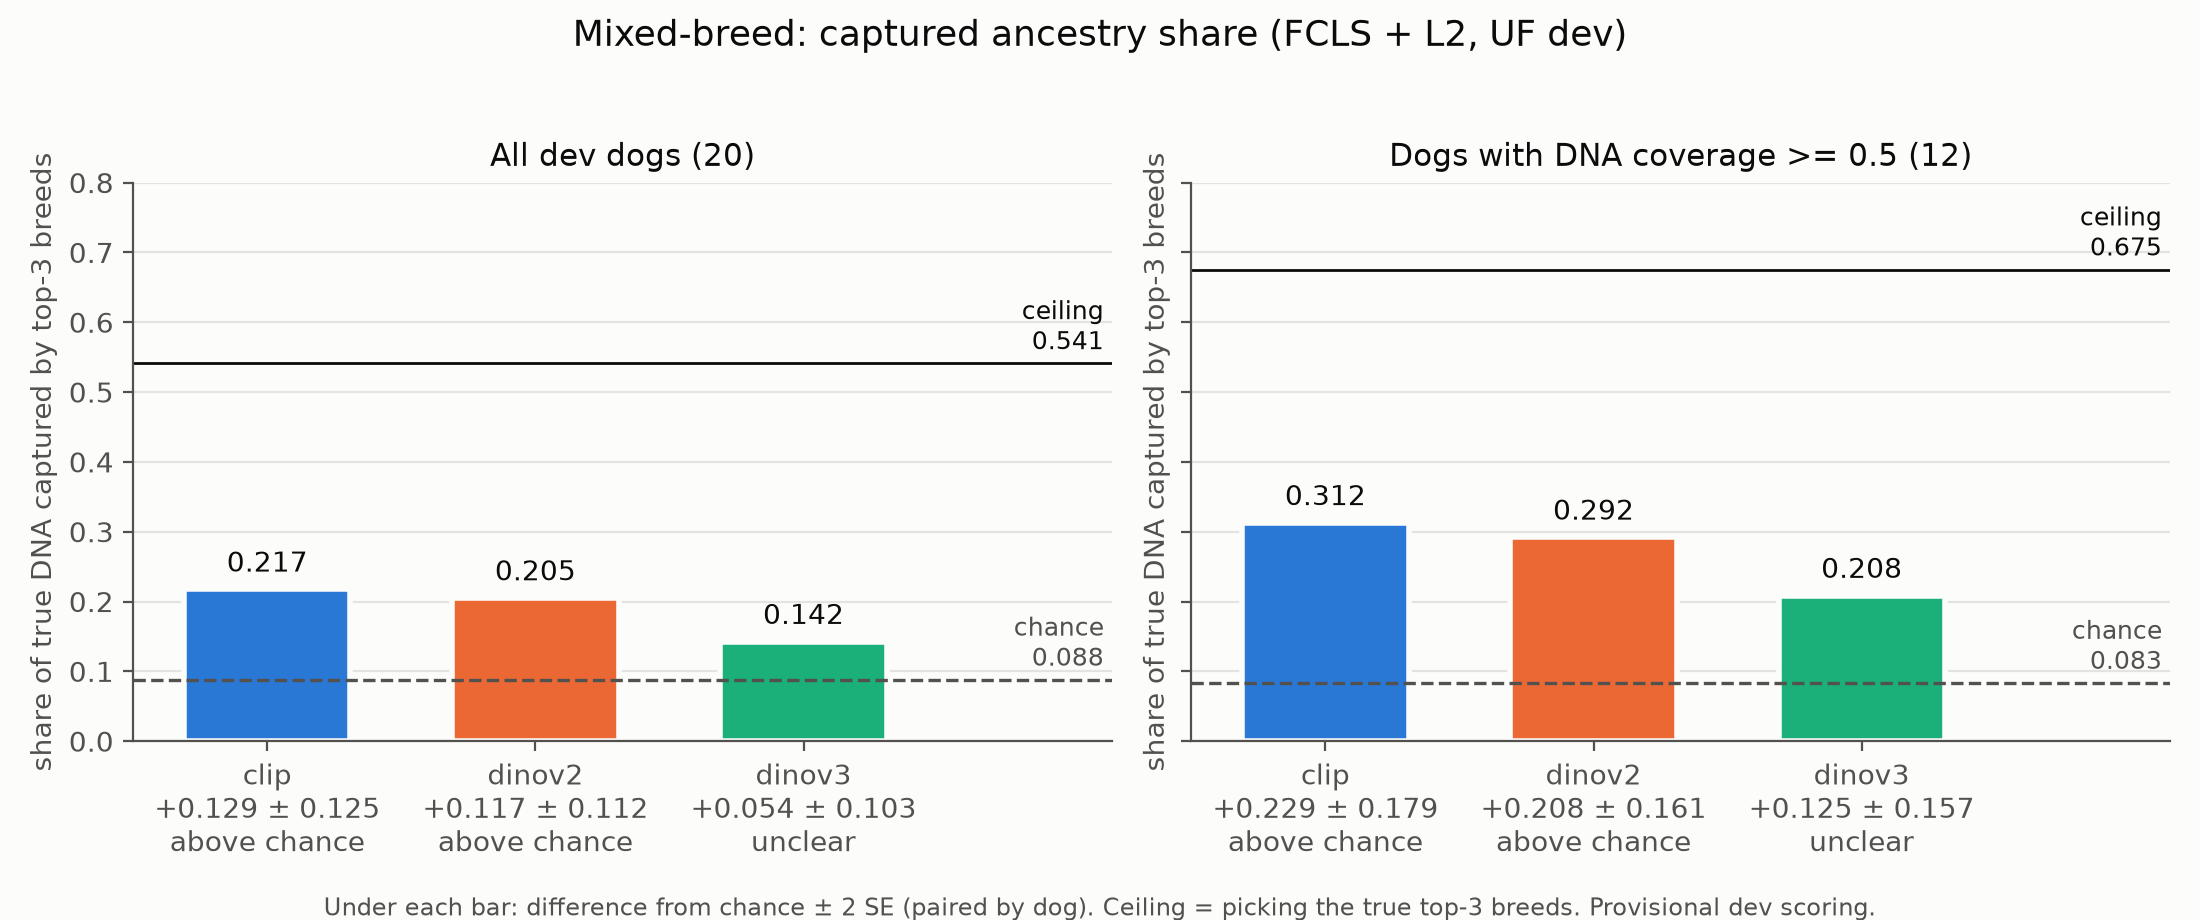 Mixed-breed: captured ancestry share (FCLS + L2, UF dev)
All dev dogs (20)
share of true DNA captured by top-3 breeds
0.8
0.7
0.6
0.5
0.4
0.3
0.2
0.1
0.0
ceiling
0.541
0.217
0.205
0.142
chance
0.088
clip
+0.129 ± 0.125
above chance
dinov2
+0.117 ± 0.112
above chance
dinov3
+0.054 ± 0.103
unclear
Dogs with DNA coverage >= 0.5 (12)
share of true DNA captured by top-3 breeds
ceiling
0.675
0.312
0.292
0.208
chance
0.083
clip
+0.229 ± 0.179
above chance
dinov2
+0.208 ± 0.161
above chance
dinov3
+0.125 ± 0.157
unclear
Under each bar: difference from chance ± 2 SE (paired by dog). Ceiling = picking the true top-3 breeds. Provisional dev scoring.